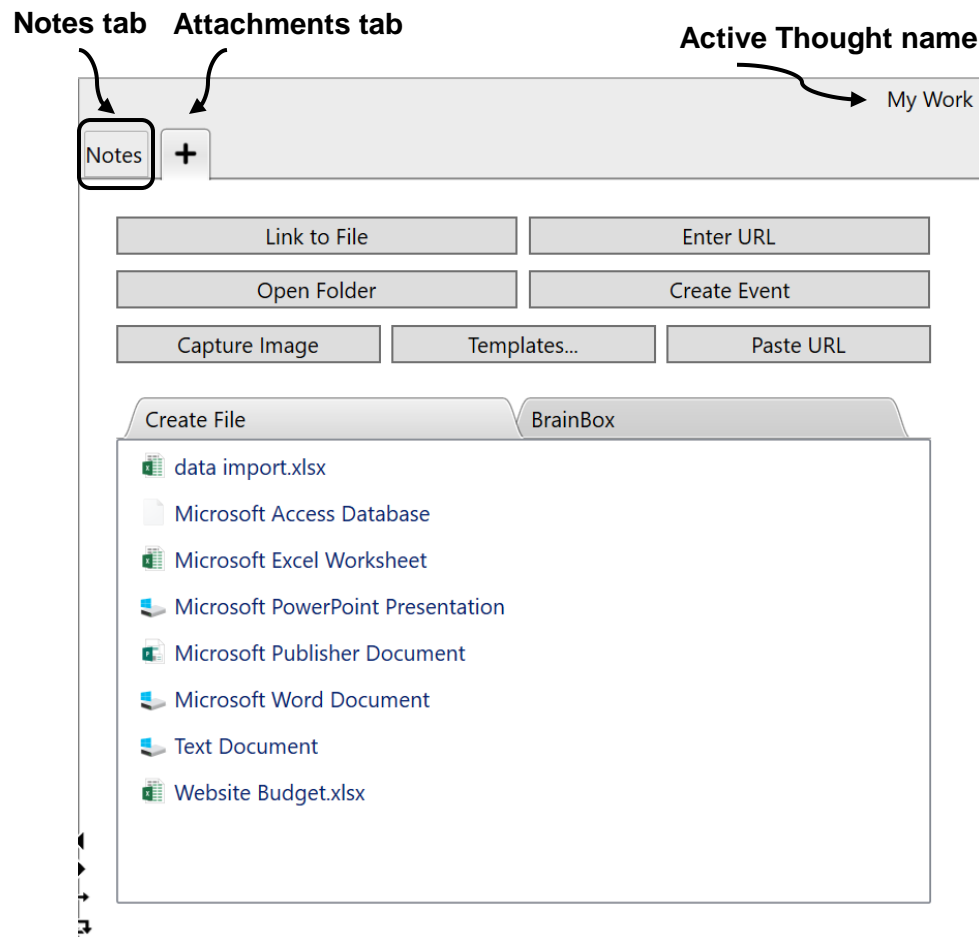 Notes tab Attachments tab
Active Thought name
My Work
Notes +
Link to File Enter URL
Open Folder Create Event
Capture Image Templates... Paste URL
Create File BrainBox
data import.xlsx
Microsoft Access Database
Microsoft Excel Worksheet
Microsoft PowerPoint Presentation
Microsoft Publisher Document
Microsoft Word Document
Text Document
Website Budget.xlsx